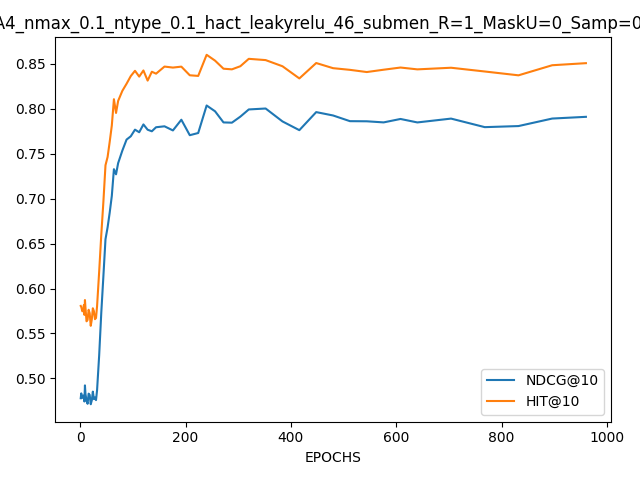 A4_nmax_0.1_ntype_0.1_hact_leakyrelu_46_submen_R=1_MaskU=0_Samp=0
0.85
0.80
0.75
0.70
0.65
0.60
0.55
0.50
NDCG@10
HIT@10
0 200 400 600 800 1000
EPOCHS